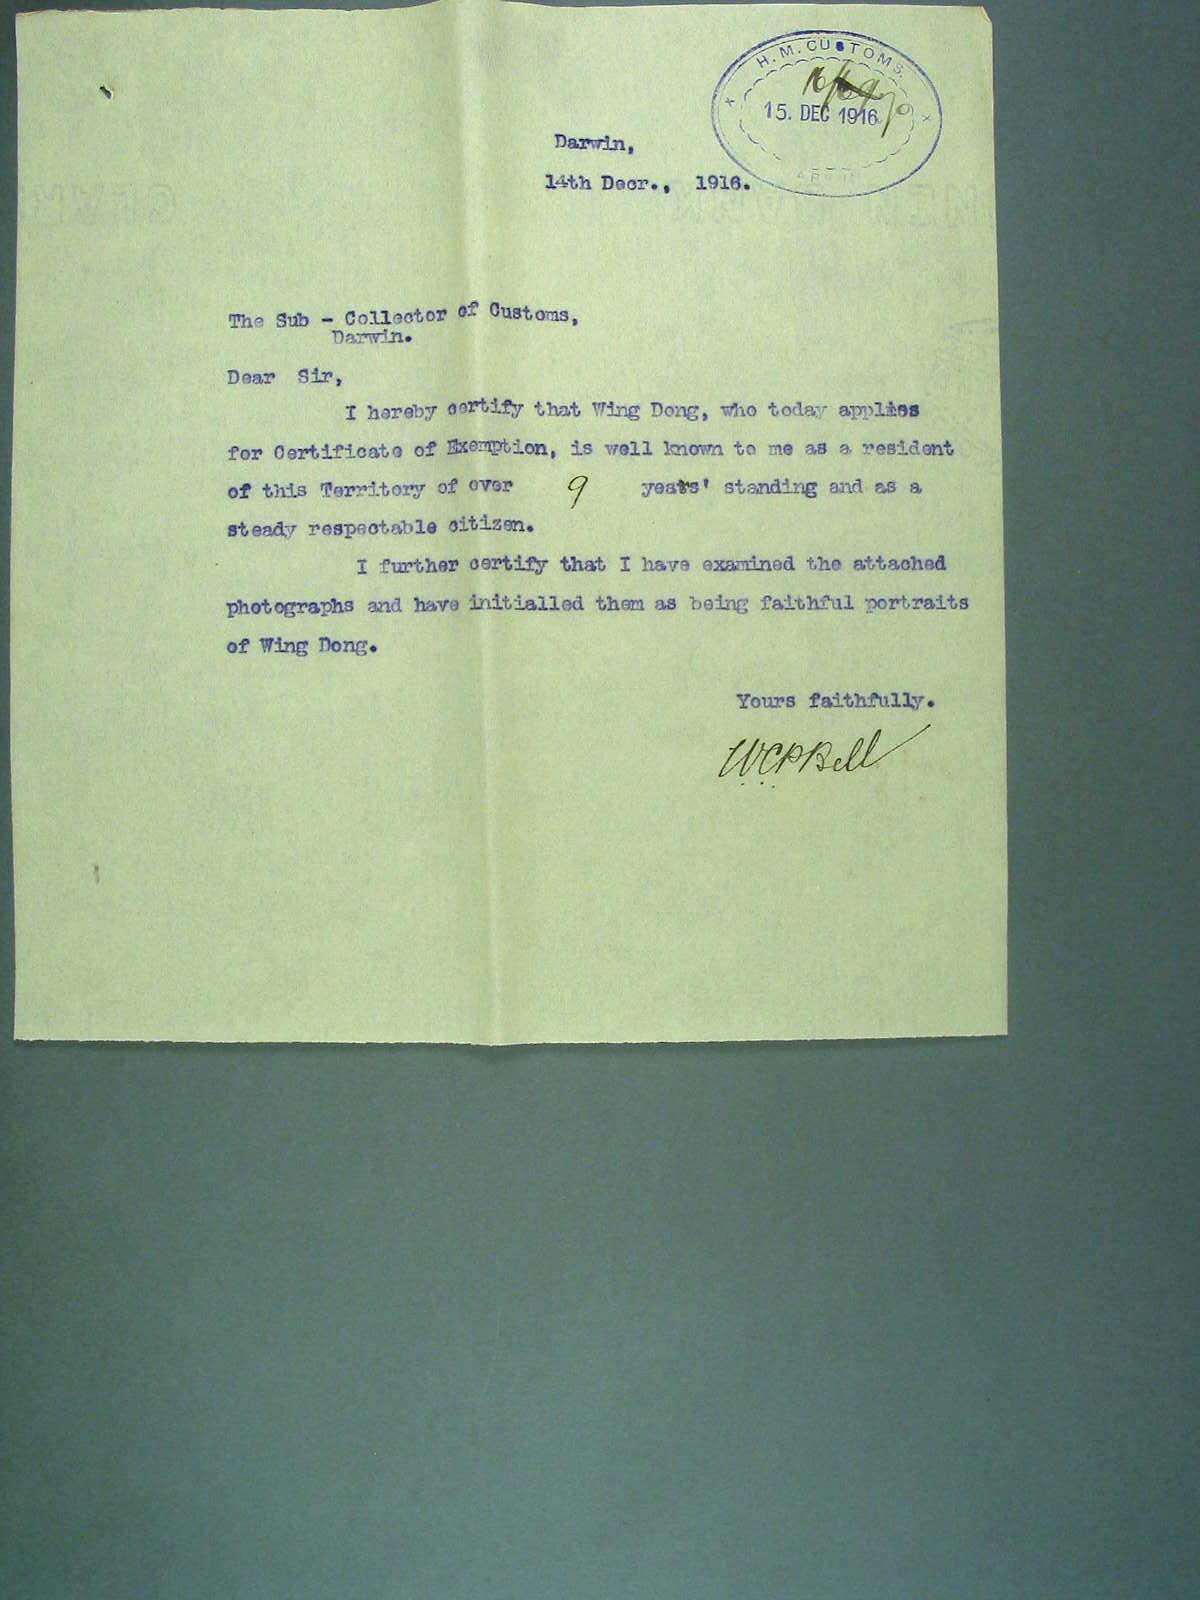 H.M. CUSTOMS.
15. DEC 1916
Darwin,
14th Decr., 1916.
The Sub - Collector of Customs,
Darwin.
Dear Sir,
I hereby certify that Wing Dong, who today applies
for Certificate of Exemption, is well known to me as a resident
of this Territory of over 9 years' standing and as a
steady respectable citizen.
I further certify that I have examined the attached
photographs and have initialled them as being faithful portraits
of Wing Dong.
Yours faithfully.
WCPBell